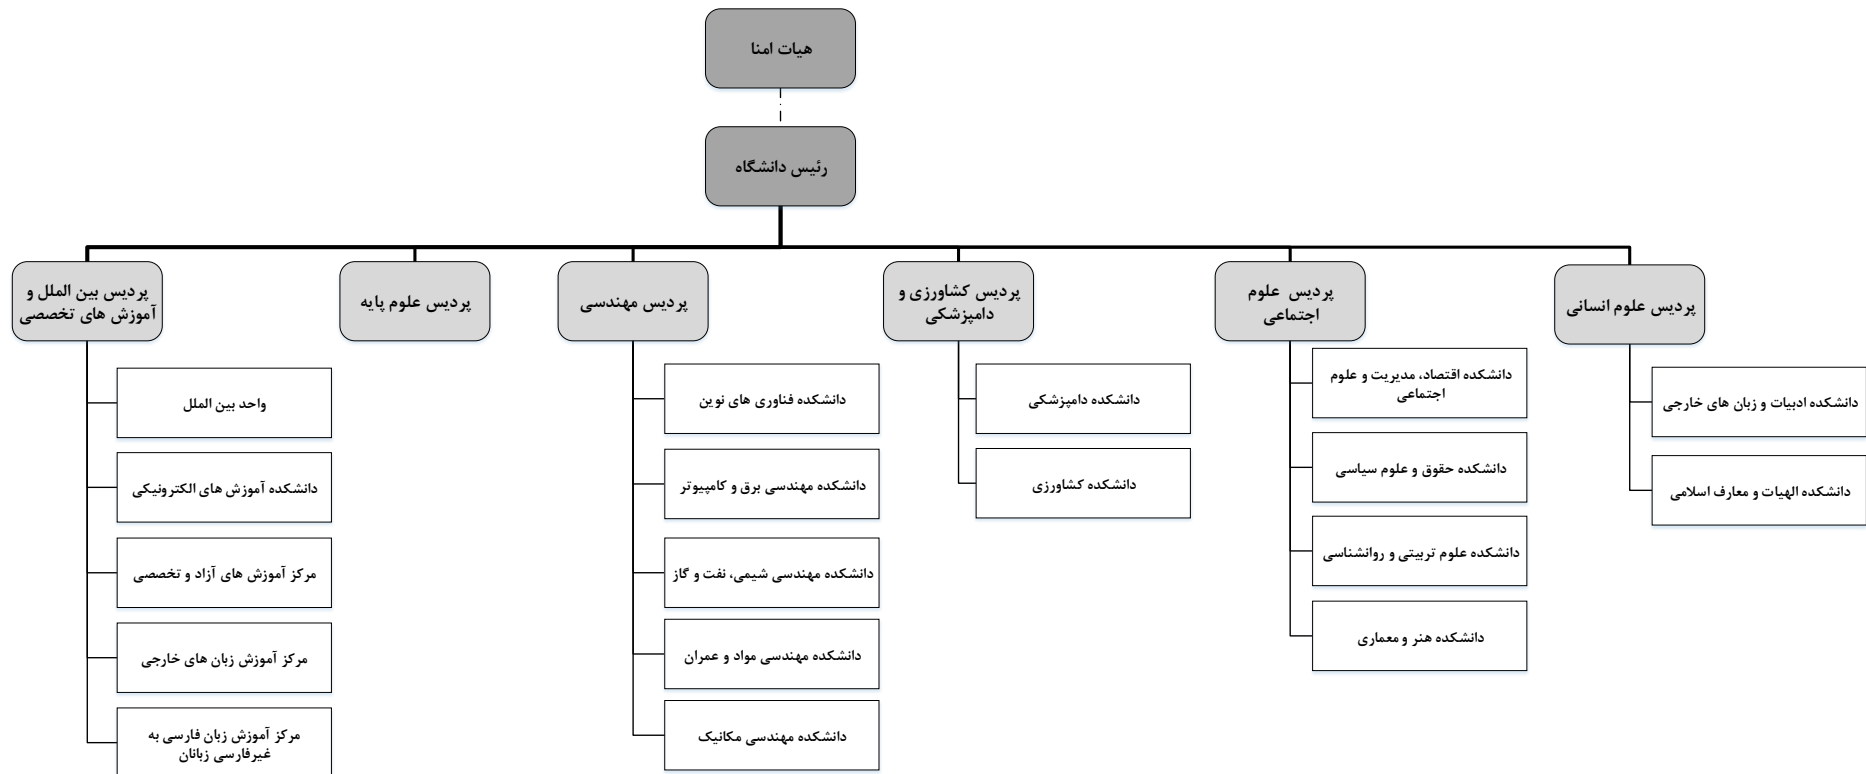 هیات امنا
رئیس دانشگاه
پردیس علوم انسانی
دانشکده ادبیات و زبان های خارجی
دانشکده الهیات و معارف اسلامی
پردیس علوم
اجتماعی
دانشکده اقتصاد، مدیریت و علوم
اجتماعی
دانشکده حقوق و علوم سیاسی
دانشکده علوم تربیتی و روانشناسی
دانشکده هنر و معماری
پردیس کشاورزی و
دامپزشکی
دانشکده دامپزشکی
دانشکده کشاورزی
پردیس مهندسی
دانشکده فناوری های نوین
دانشکده مهندسی برق و کامپیوتر
دانشکده مهندسی شیمی، نفت و گاز
دانشکده مهندسی مواد و عمران
دانشکده مهندسی مکانیک
پردیس علوم پایه
پردیس بین الملل و
آموزش های تخصصی
واحد بین الملل
دانشکده آموزش های الکترونیکی
مرکز آموزش های آزاد و تخصصی
مرکز آموزش زبان های خارجی
مرکز آموزش زبان فارسی به
غیرفارسی زبانان